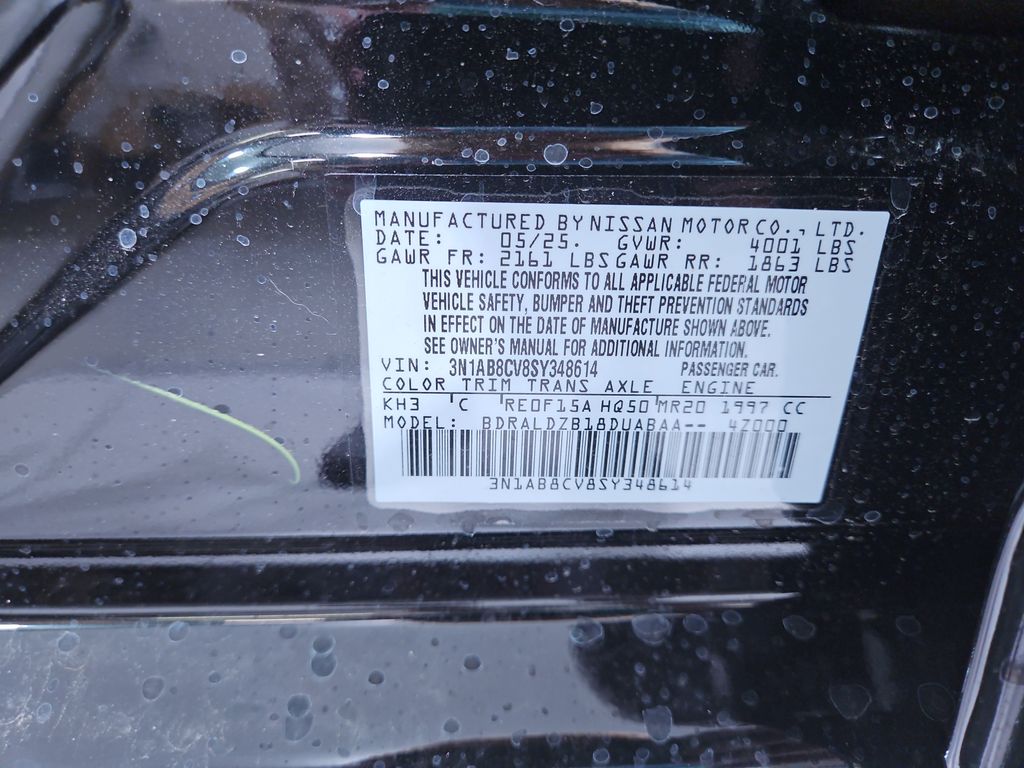 MANUFACTURED BY NISSAN MOTOR CO., LTD.
DATE: 05/25. GVWR: 4001 LBS
GAWR FR: 2161 LBS GAWR RR: 1863 LBS
THIS VEHICLE CONFORMS TO ALL APPLICABLE FEDERAL MOTOR
VEHICLE SAFETY, BUMPER AND THEFT PREVENTION STANDARDS
IN EFFECT ON THE DATE OF MANUFACTURE SHOWN ABOVE.
SEE OWNER'S MANUAL FOR ADDITIONAL INFORMATION.
VIN: 3N1AB8CV8SY348614 PASSENGER CAR.
COLOR TRIM TRANS AXLE ENGINE
KH3 'C 'RE0F15A HQ50'MR20 1997 CC
MODEL: BDRALDZB18DUABAA-- 4Z000
3N1AB8CV8SY348614